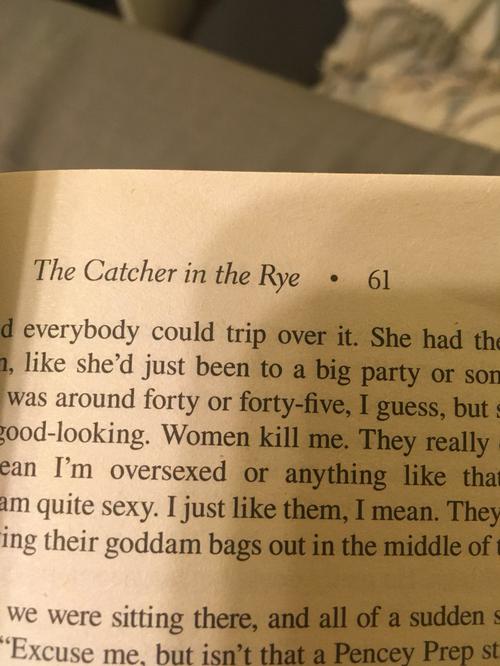 The Catcher in the Rye • 61
d everybody could trip over it. She had the
, like she'd just been to a big party or som
was around forty or forty-five, I guess, but s
good-looking. Women kill me. They really
ean I'm oversexed or anything like that
am quite sexy. I just like them, I mean. They
ing their goddam bags out in the middle of t
we were sitting there, and all of a sudden s
"Excuse me, but isn't that a Pencey Prep st